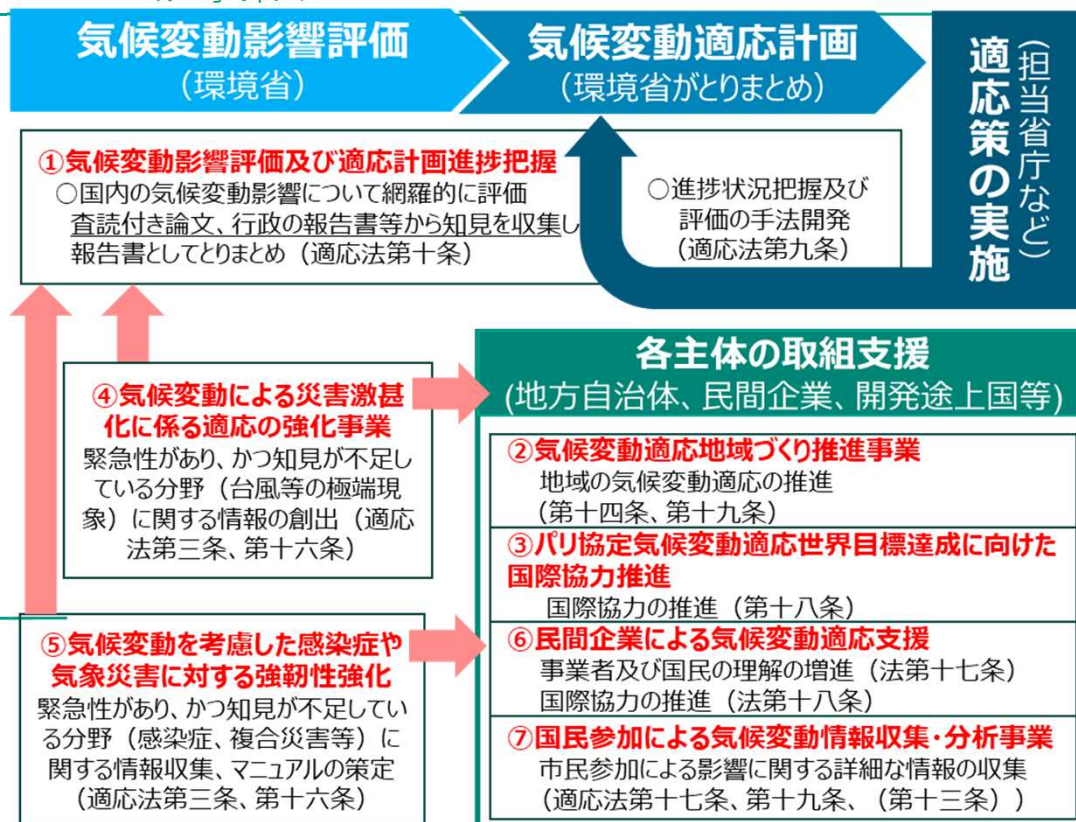 気候変動影響評価
（環境省）
気候変動適応計画
（環境省がとりまとめ）
適応策の実施
（担当省庁など）
①気候変動影響評価及び適応計画進捗把握
○国内の気候変動影響について網羅的に評価
査読付き論文、行政の報告書等から知見を収集し
報告書としてとりまとめ（適応法第十条）
○進捗状況把握及び
評価の手法開発
（適応法第九条）
④気候変動による災害激甚
化に係る適応の強化事業
緊急性があり、かつ知見が不足し
ている分野（台風等の極端現
象）に関する情報の創出（適応
法第三条、第十六条）
⑤気候変動を考慮した感染症や
気象災害に対する強靭性強化
緊急性があり、かつ知見が不足してい
る分野（感染症、複合災害等）に
関する情報収集、マニュアルの策定
（適応法第三条、第十六条）
各主体の取組支援
(地方自治体、民間企業、開発途上国等)
②気候変動適応地域づくり推進事業
地域の気候変動適応の推進
（第十四条、第十九条）
③パリ協定気候変動適応世界目標達成に向けた
国際協力推進
国際協力の推進（第十八条）
⑥民間企業による気候変動適応支援
事業者及び国民の理解の増進（法第十七条）
国際協力の推進（法第十八条）
⑦国民参加による気候変動情報収集・分析事業
市民参加による影響に関する詳細な情報の収集
（適応法第十七条、第十九条、（第十三条））